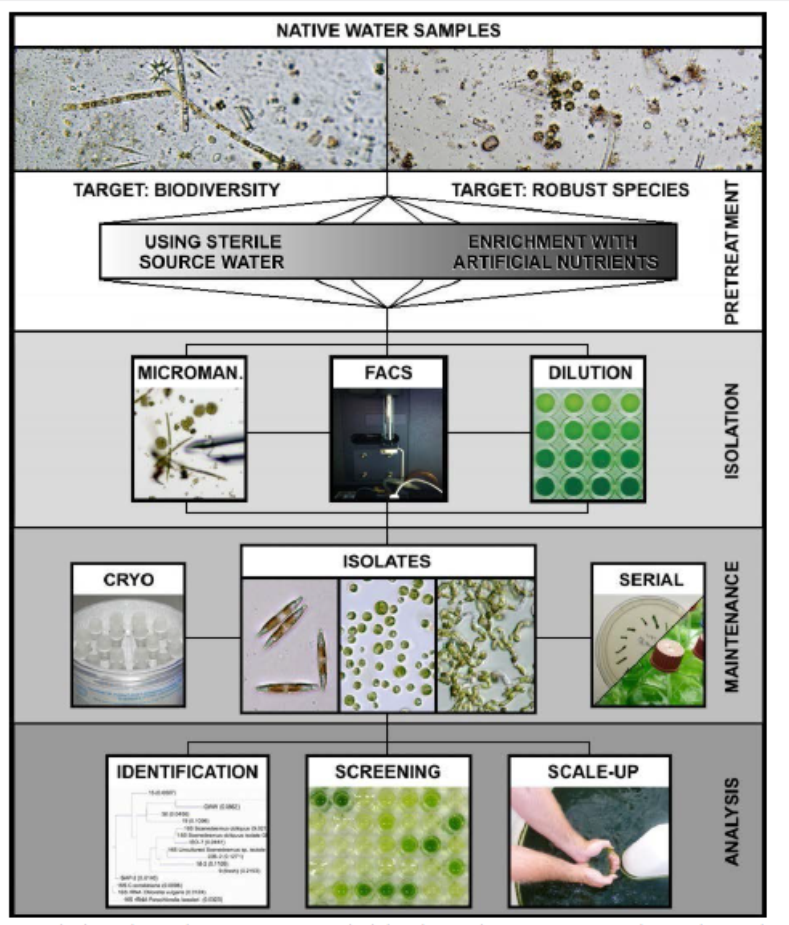 NATIVE WATER SAMPLES
TARGET: BIODIVERSITY
TARGET: ROBUST SPECIES
USING STERILE
SOURCE WATER
ENRICHMENT WITH
ARTIFICIAL NUTRIENTS
PRETREATMENT
MICROMAN.
FACS
DILUTION
ISOLATION
CRYO
ISOLATES
SERIAL
MAINTENANCE
IDENTIFICATION
SCREENING
SCALE-UP
ANALYSIS